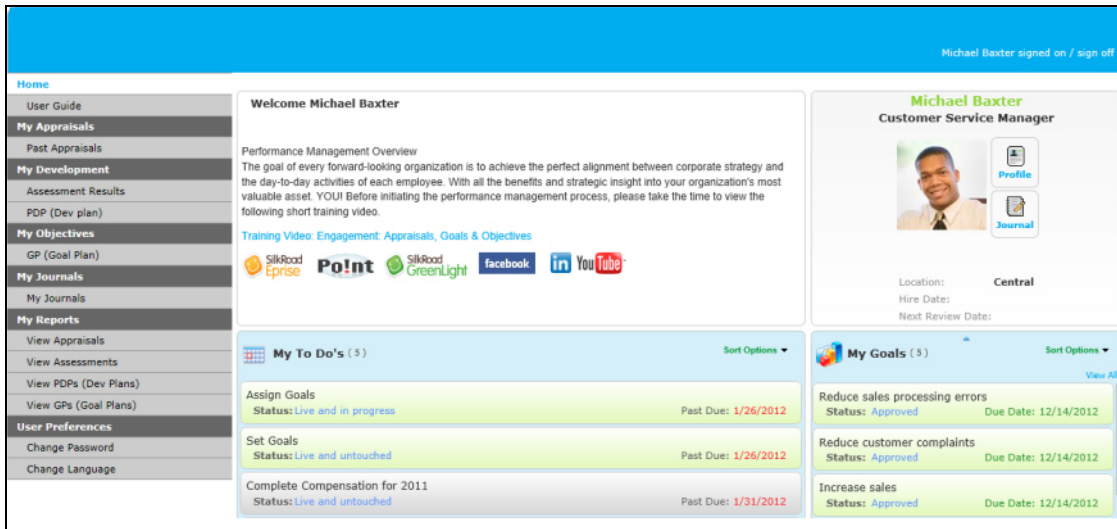 Michael Baxter signed on / sign off
Home
User Guide
My Appraisals
Past Appraisals
My Development
Assessment Results
PDP (Dev plan)
My Objectives
GP (Goal Plan)
My Journals
My Journals
My Reports
View Appraisals
View Assessments
View PDPs (Dev Plans)
View GPs (Goal Plans)
User Preferences
Change Password
Change Language
Welcome Michael Baxter
Performance Management Overview
The goal of every forward-looking organization is to achieve the perfect alignment between corporate strategy and
the day-to-day activities of each employee. With all the benefits and strategic insight into your organization's most
valuable asset. YOU! Before initiating the performance management process, please take the time to view the
following short training video.
Training Video: Engagement: Appraisals, Goals & Objectives
SilkRoad Eprise Po!nt SilkRoad GreenLight facebook in YouTube
Michael Baxter
Customer Service Manager
Profile
Journal
Location: Central
Hire Date:
Next Review Date:
My To Do's (5) Sort Options
Assign Goals
Status: Live and in progress Past Due: 1/26/2012
Set Goals
Status: Live and untouched Past Due: 1/26/2012
Complete Compensation for 2011
Status: Live and untouched Past Due: 1/31/2012
My Goals (5) Sort Options
View All
Reduce sales processing errors
Status: Approved Due Date: 12/14/2012
Reduce customer complaints
Status: Approved Due Date: 12/14/2012
Increase sales
Status: Approved Due Date: 12/14/2012